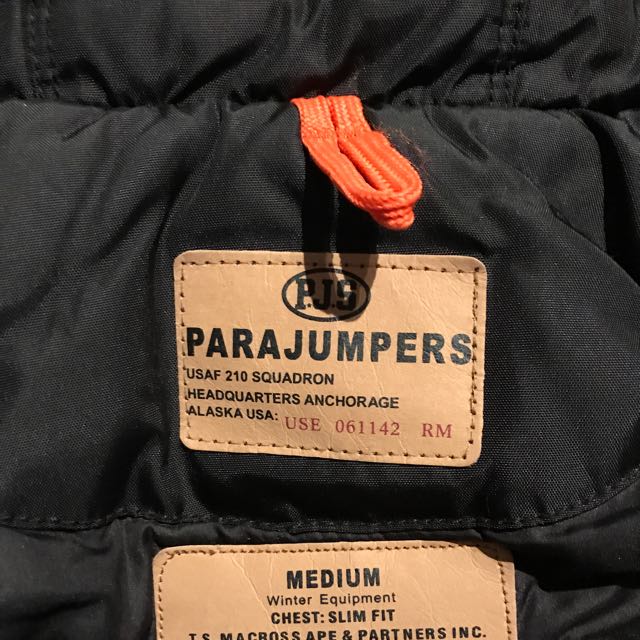 P.J.S
PARAJUMPERS
USAF 210 SQUADRON
HEADQUARTERS ANCHORAGE
ALASKA USA: USE 061142 RM
MEDIUM
Winter Equipment
CHEST: SLIM FIT
T.S. MACROSS APE & PARTNERS INC.